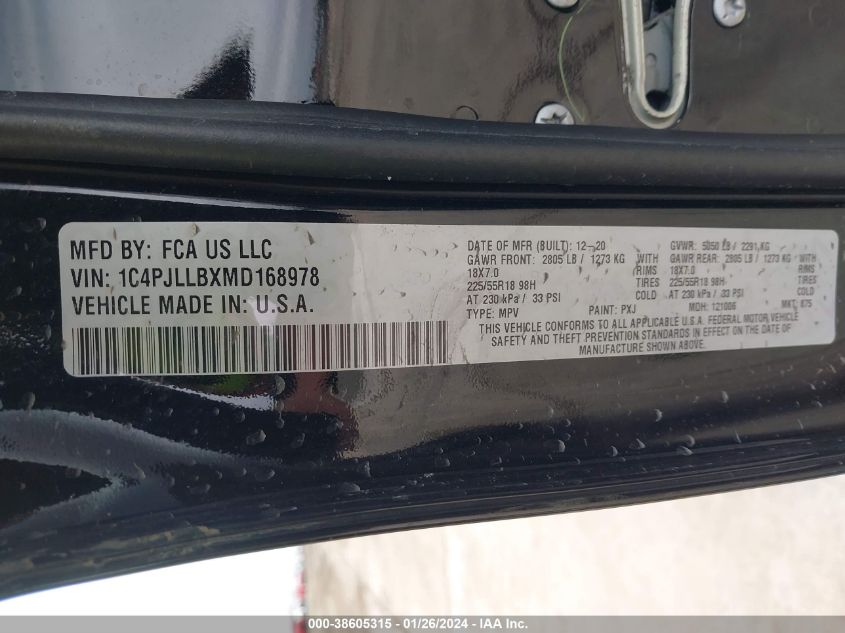 MFD BY: FCA US LLC
VIN: 1C4PJLLBXMD168978
VEHICLE MADE IN: U.S.A.
DATE OF MFR (BUILT): 12-20 GVWR: 5050 LB / 2291 KG
GAWR FRONT: 2805 LB / 1273 KG WITH GAWR REAR: 2805 LB / 1273 KG WITH
18X7.0 RIMS 18X7.0 RIMS
225/55R18 98H TIRES 225/55R18 98H TIRES
AT 230 kPa / 33 PSI COLD AT 230 kPa / 33 PSI COLD
TYPE: MPV PAINT: PXJ MDH: 121006 MKT: 875
THIS VEHICLE CONFORMS TO ALL APPLICABLE U.S.A. FEDERAL MOTOR VEHICLE
SAFETY AND THEFT PREVENTION STANDARDS IN EFFECT ON THE DATE OF
MANUFACTURE SHOWN ABOVE.
000-38605315 - 01/26/2024 - IAA Inc.